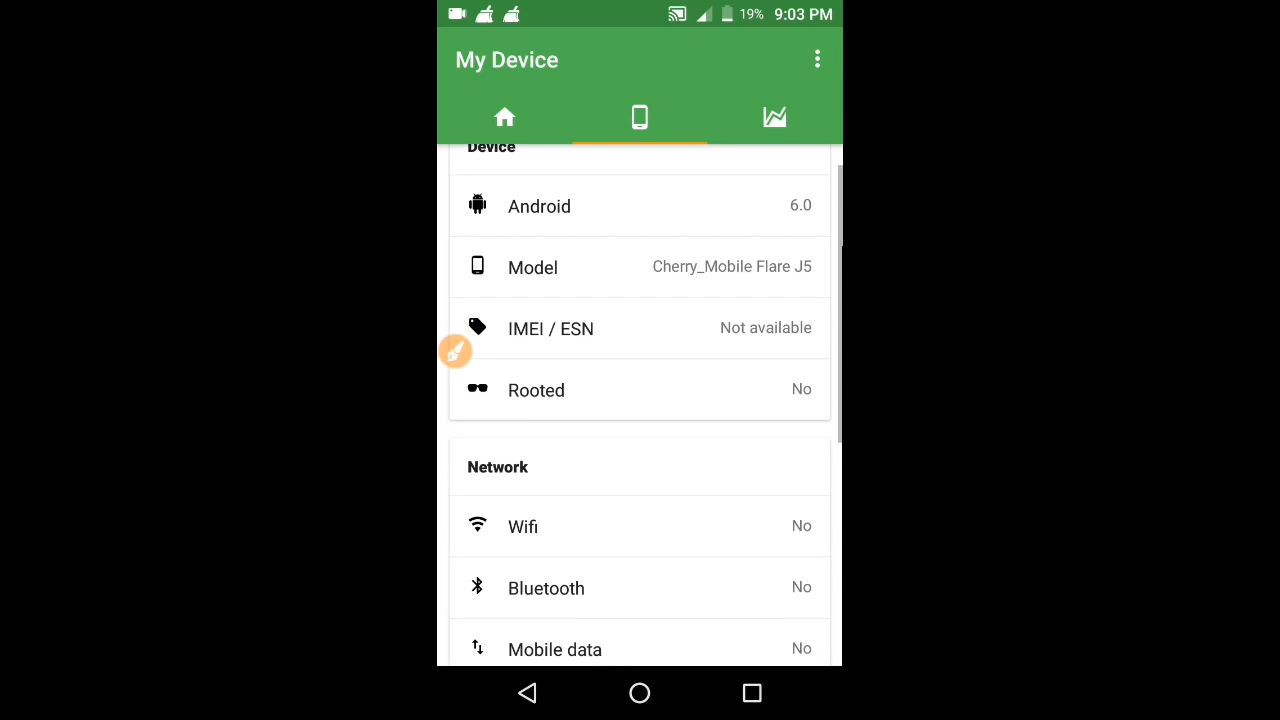 19% 9:03 PM
My Device
Device
Android 6.0
Model Cherry_Mobile Flare J5
IMEI / ESN Not available
Rooted No
Network
Wifi No
Bluetooth No
Mobile data No